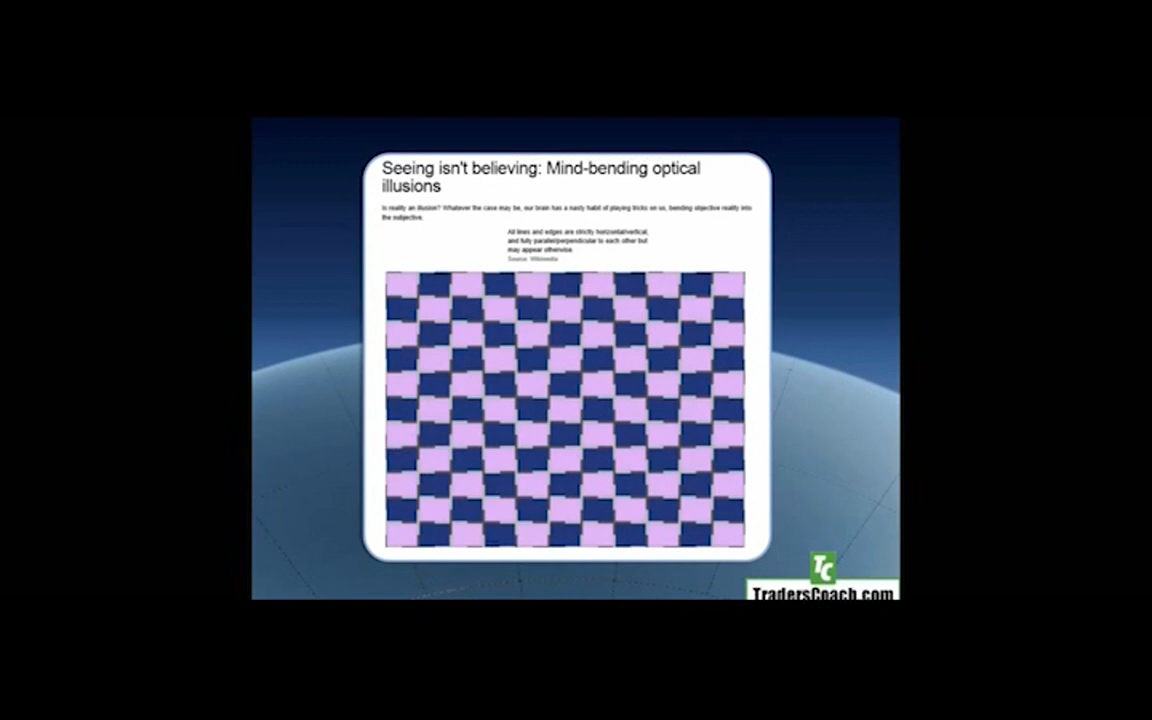 Seeing isn't believing: Mind-bending optical
illusions
Is reality an illusion? Whatever the case may be, our brain has a nasty habit of playing tricks on us, bending objective reality into
the subjective.
All lines and edges are strictly horizontal/vertical,
and fully parallel/perpendicular to each other but
may appear otherwise
Source: Wikimedia
TC
TradersCoach.com